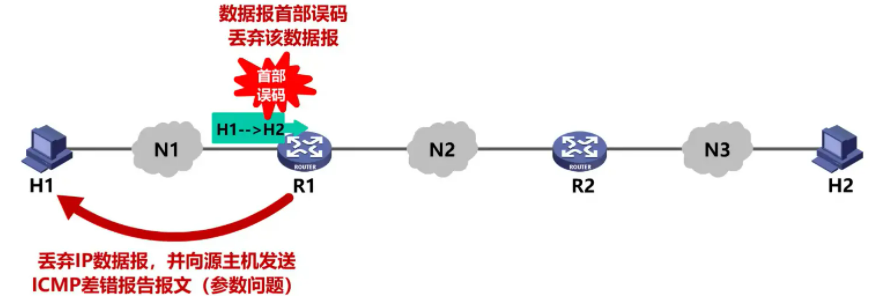 数据报首部误码
丢弃该数据报
首部
误码
H1-->H2
N1
N2
N3
ROUTER
ROUTER
H1
R1
R2
H2
丢弃IP数据报，并向源主机发送
ICMP差错报告报文（参数问题）